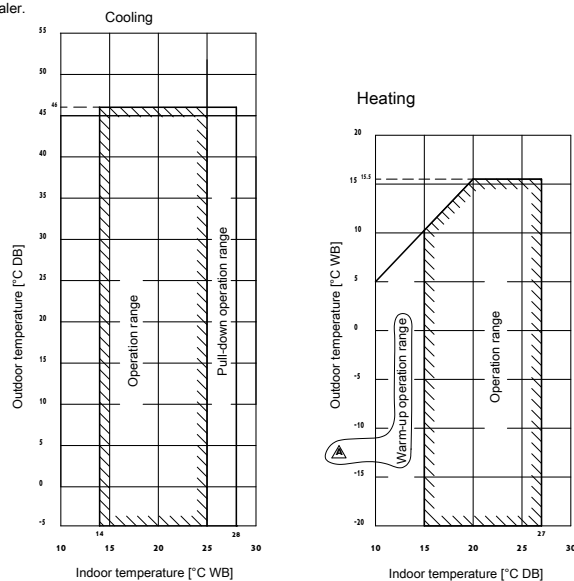 aler.
Cooling
55
50
46
45
40
35
30
25
20
15
10
5
0
-5
Outdoor temperature [°C DB]
Operation range
Pull-down operation range
14
28
10 15 20 25 30
Indoor temperature [°C WB]
Heating
20
15.5
15
10
5
0
-5
-10
-15
-20
Outdoor temperature [°C WB]
Warm-up operation range
Operation range
A
27
10 15 20 25 30
Indoor temperature [°C DB]